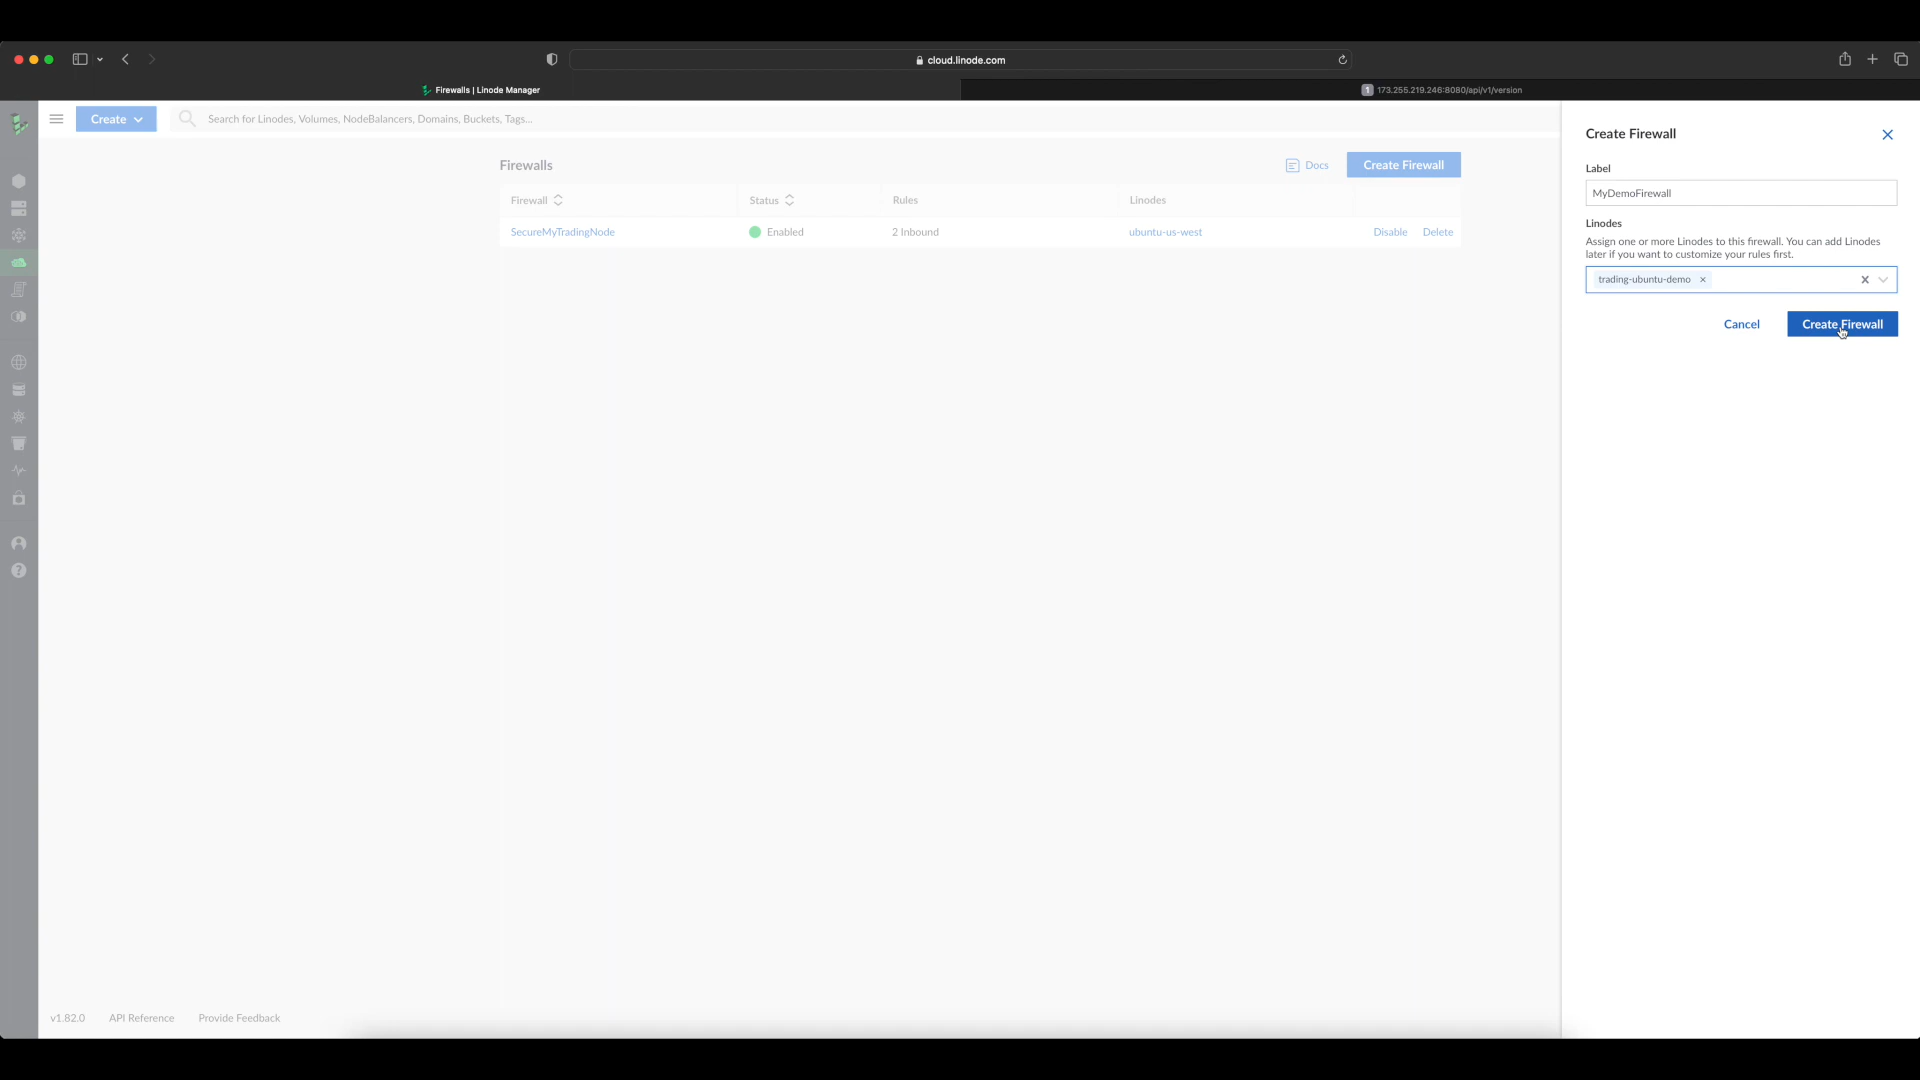 cloud.linode.com
Firewalls | Linode Manager
1 173.255.219.246:8080/api/v1/version
Create
Search for Linodes, Volumes, NodeBalancers, Domains, Buckets, Tags...
Firewalls
Docs
Create Firewall
Firewall Status Rules Linodes
SecureMyTradingNode Enabled 2 Inbound ubuntu-us-west Disable Delete
v1.82.0 API Reference Provide Feedback
Create Firewall
Label
MyDemoFirewall
Linodes
Assign one or more Linodes to this firewall. You can add Linodes
later if you want to customize your rules first.
trading-ubuntu-demo
Cancel Create Firewall